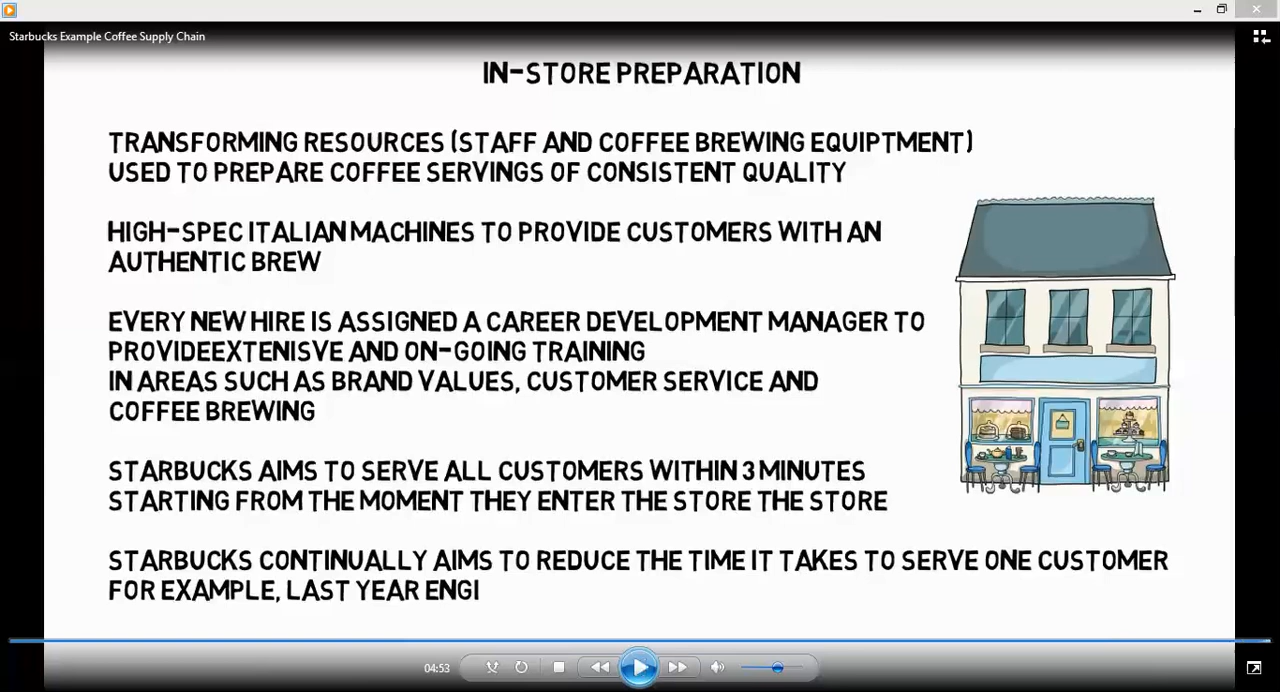 Starbucks Example Coffee Supply Chain
IN-STORE PREPARATION
TRANSFORMING RESOURCES (STAFF AND COFFEE BREWING EQUIPTMENT)
USED TO PREPARE COFFEE SERVINGS OF CONSISTENT QUALITY
HIGH-SPEC ITALIAN MACHINES TO PROVIDE CUSTOMERS WITH AN
AUTHENTIC BREW
EVERY NEW HIRE IS ASSIGNED A CAREER DEVELOPMENT MANAGER TO
PROVIDEEXTENISVE AND ON-GOING TRAINING
IN AREAS SUCH AS BRAND VALUES, CUSTOMER SERVICE AND
COFFEE BREWING
STARBUCKS AIMS TO SERVE ALL CUSTOMERS WITHIN 3 MINUTES
STARTING FROM THE MOMENT THEY ENTER THE STORE THE STORE
STARBUCKS CONTINUALLY AIMS TO REDUCE THE TIME IT TAKES TO SERVE ONE CUSTOMER
FOR EXAMPLE, LAST YEAR ENGI
04:53